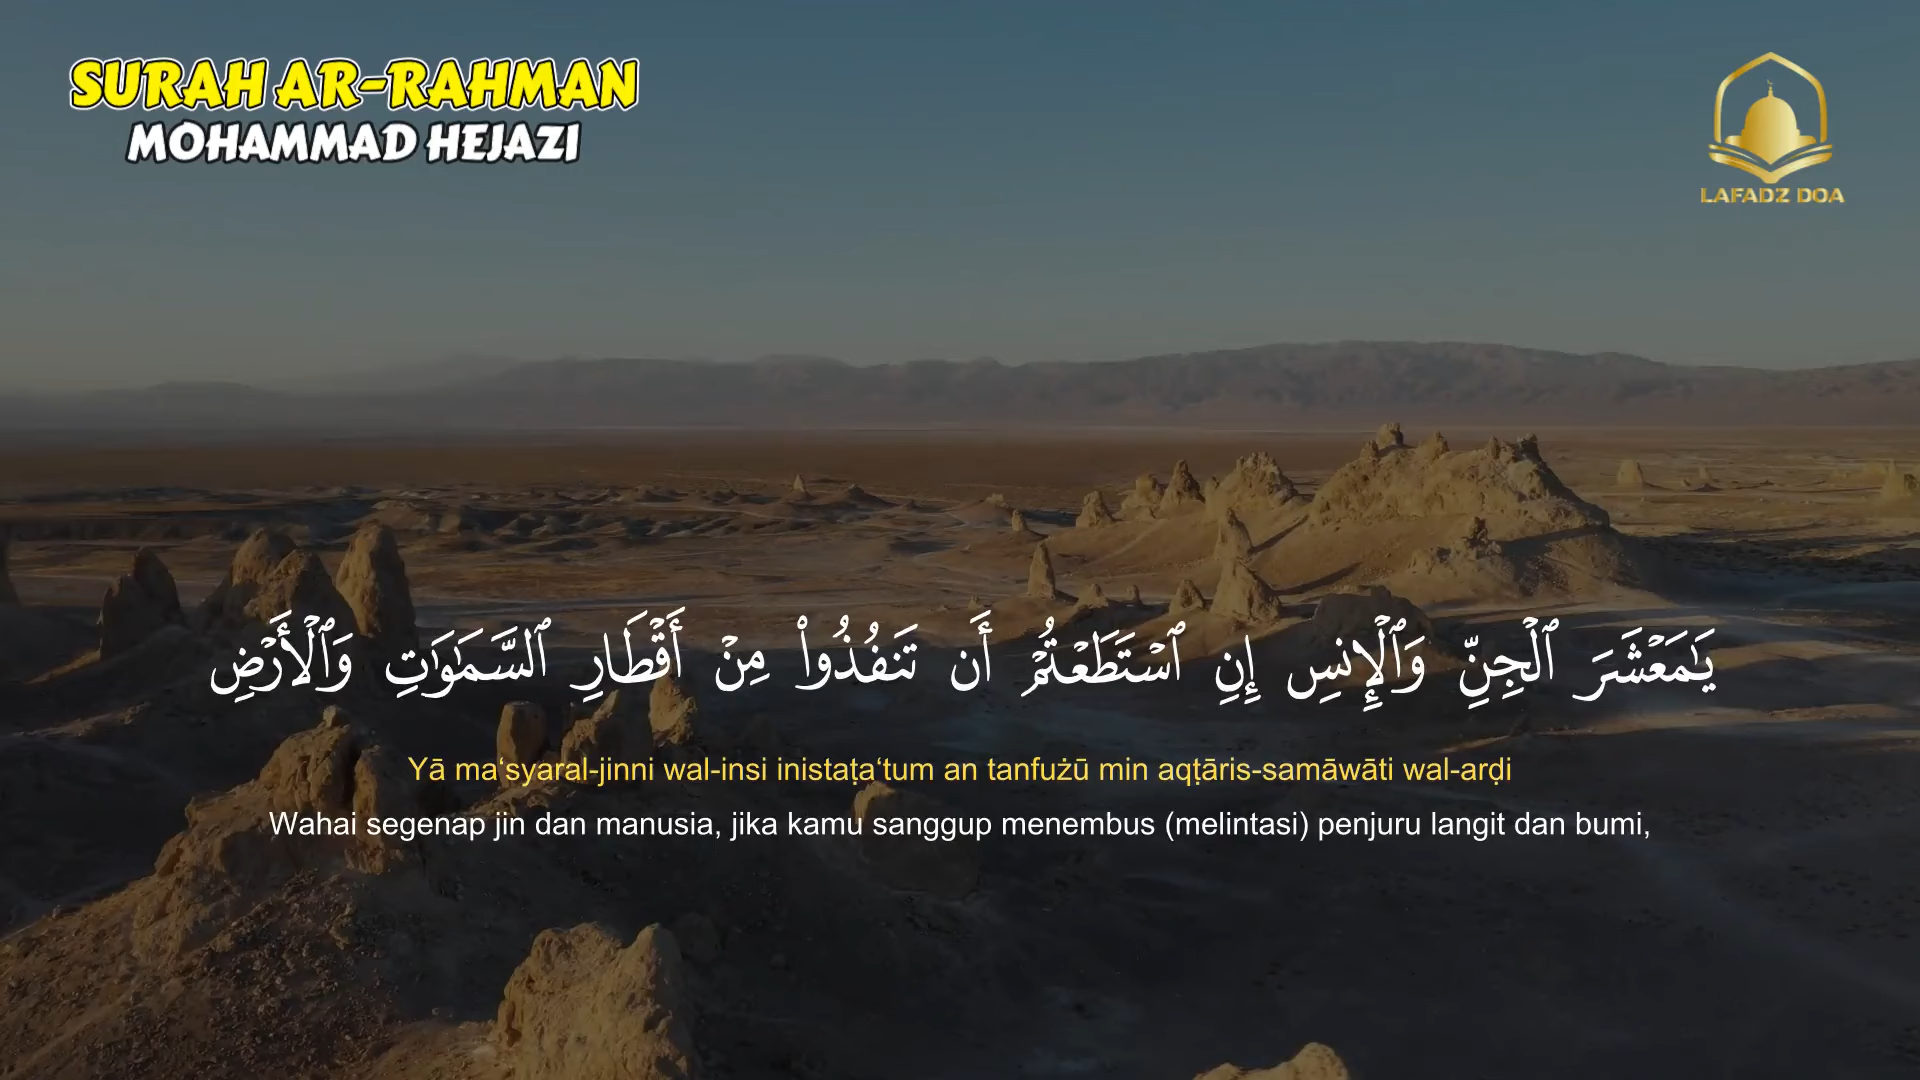 SURAH AR-RAHMAN
MOHAMMAD HEJAZI
LAFADZ DOA
يَٰمَعْشَرَ ٱلْجِنِّ وَٱلْإِنسِ إِنِ ٱسْتَطَعْتُمْ أَن تَنفُذُوا۟ مِنْ أَقْطَارِ ٱلسَّمَٰوَٰتِ وَٱلْأَرْضِ
Yā ma‘syaral-jinni wal-insi inistaṭa‘tum an tanfużū min aqṭāris-samāwāti wal-arḍi
Wahai segenap jin dan manusia, jika kamu sanggup menembus (melintasi) penjuru langit dan bumi,